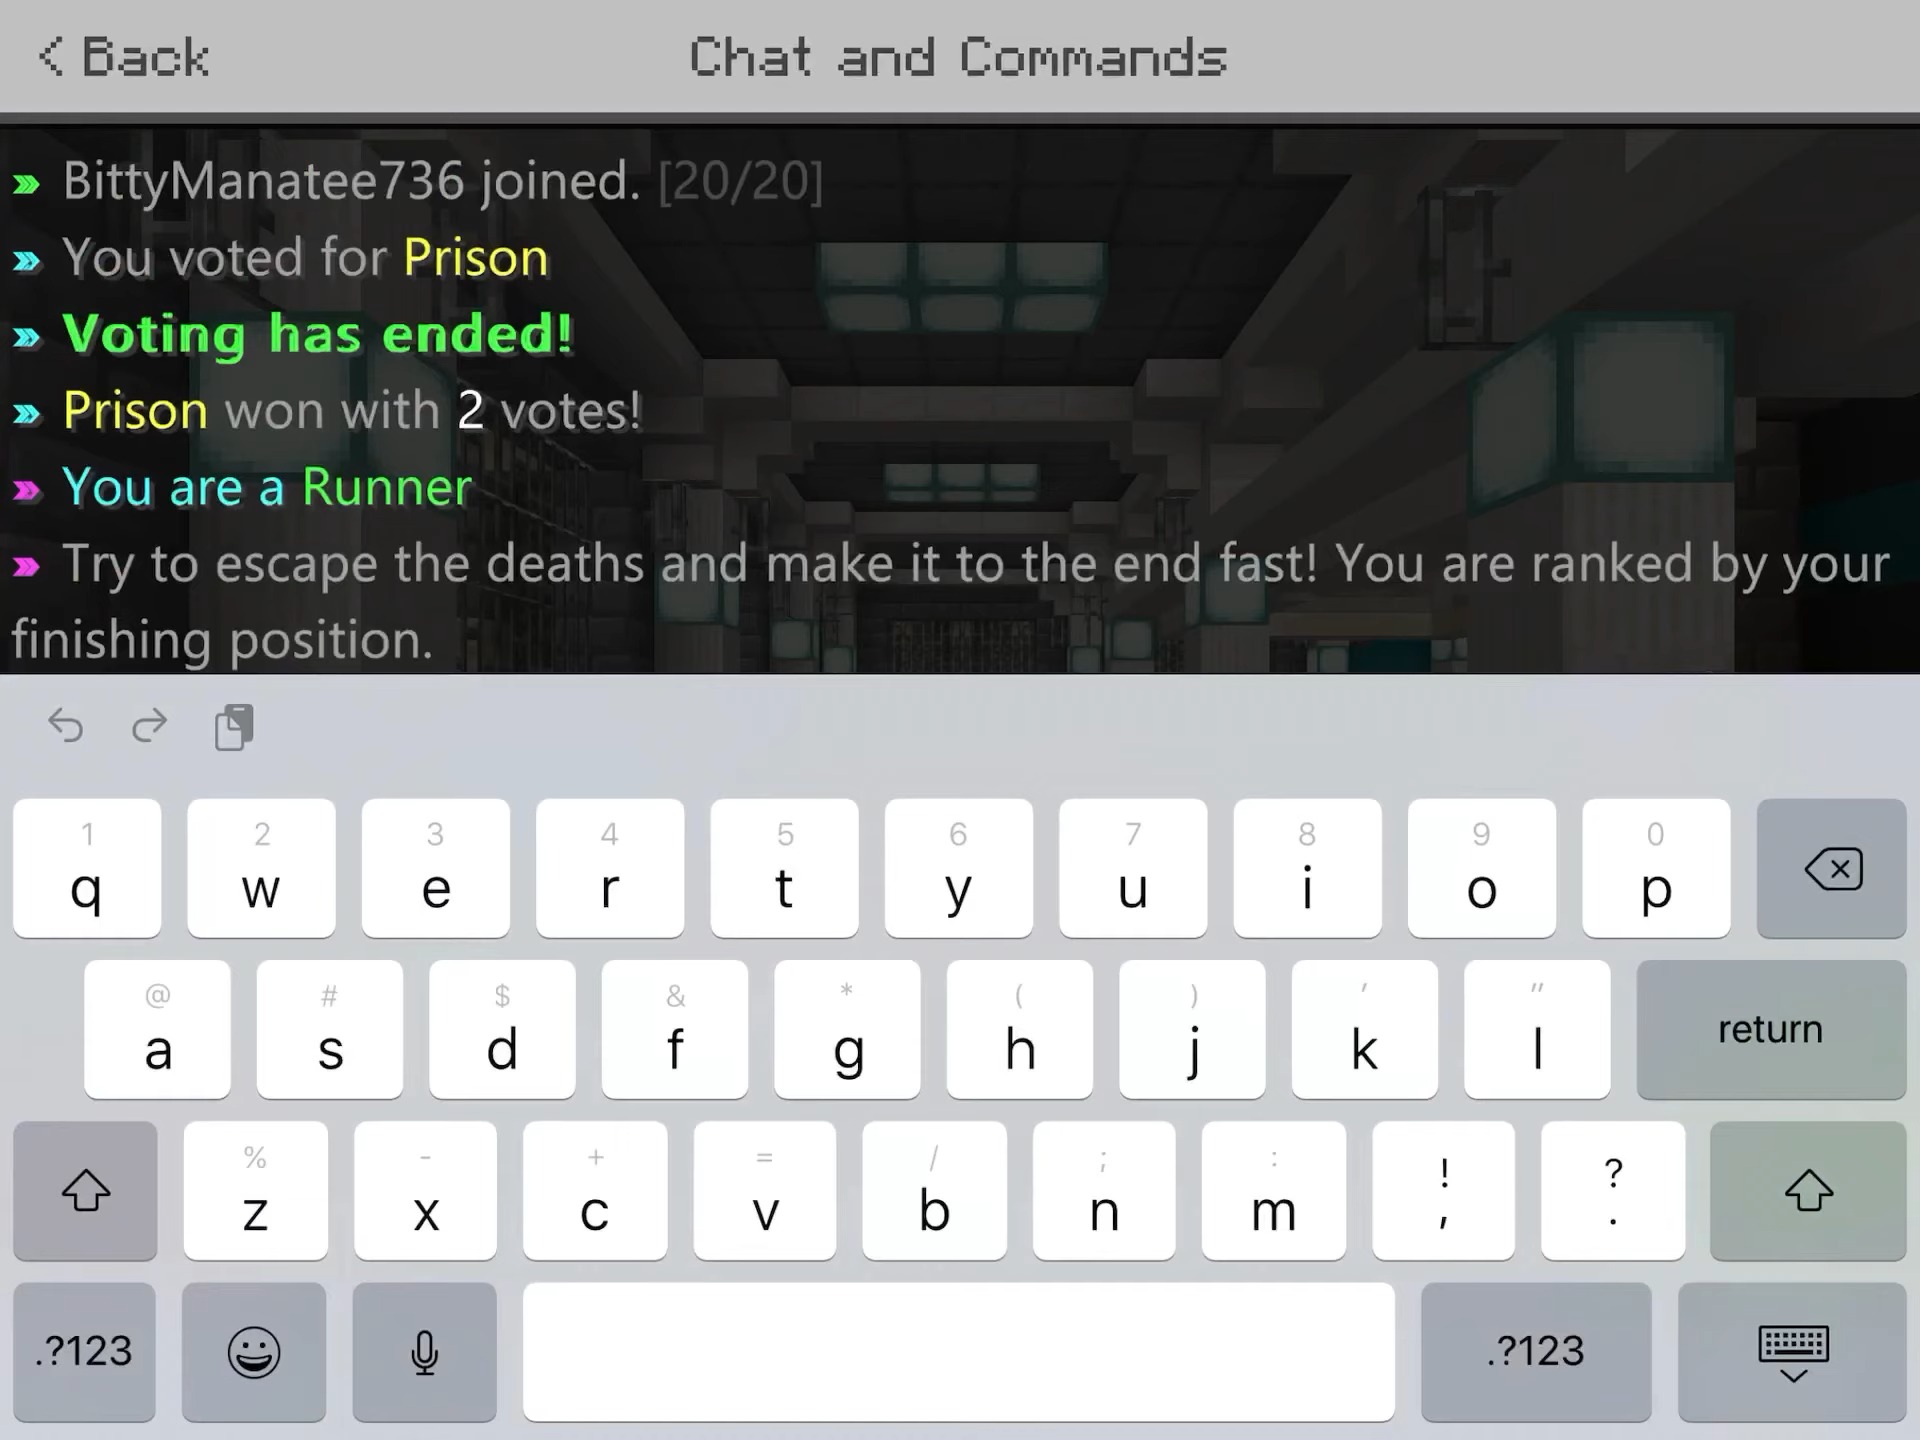 < Back
Chat and Commands
» BittyManatee736 joined. [20/20]
» You voted for Prison
» Voting has ended!
» Prison won with 2 votes!
» You are a Runner
» Try to escape the deaths and make it to the end fast! You are ranked by your
finishing position.
1 2 3 4 5 6 7 8 9 0
q w e r t y u i o p
@ # $ & * ( ) ' "
a s d f g h j k l return
% - + = / ; : ! ?
z x c v b n m , .
.?123 .?123